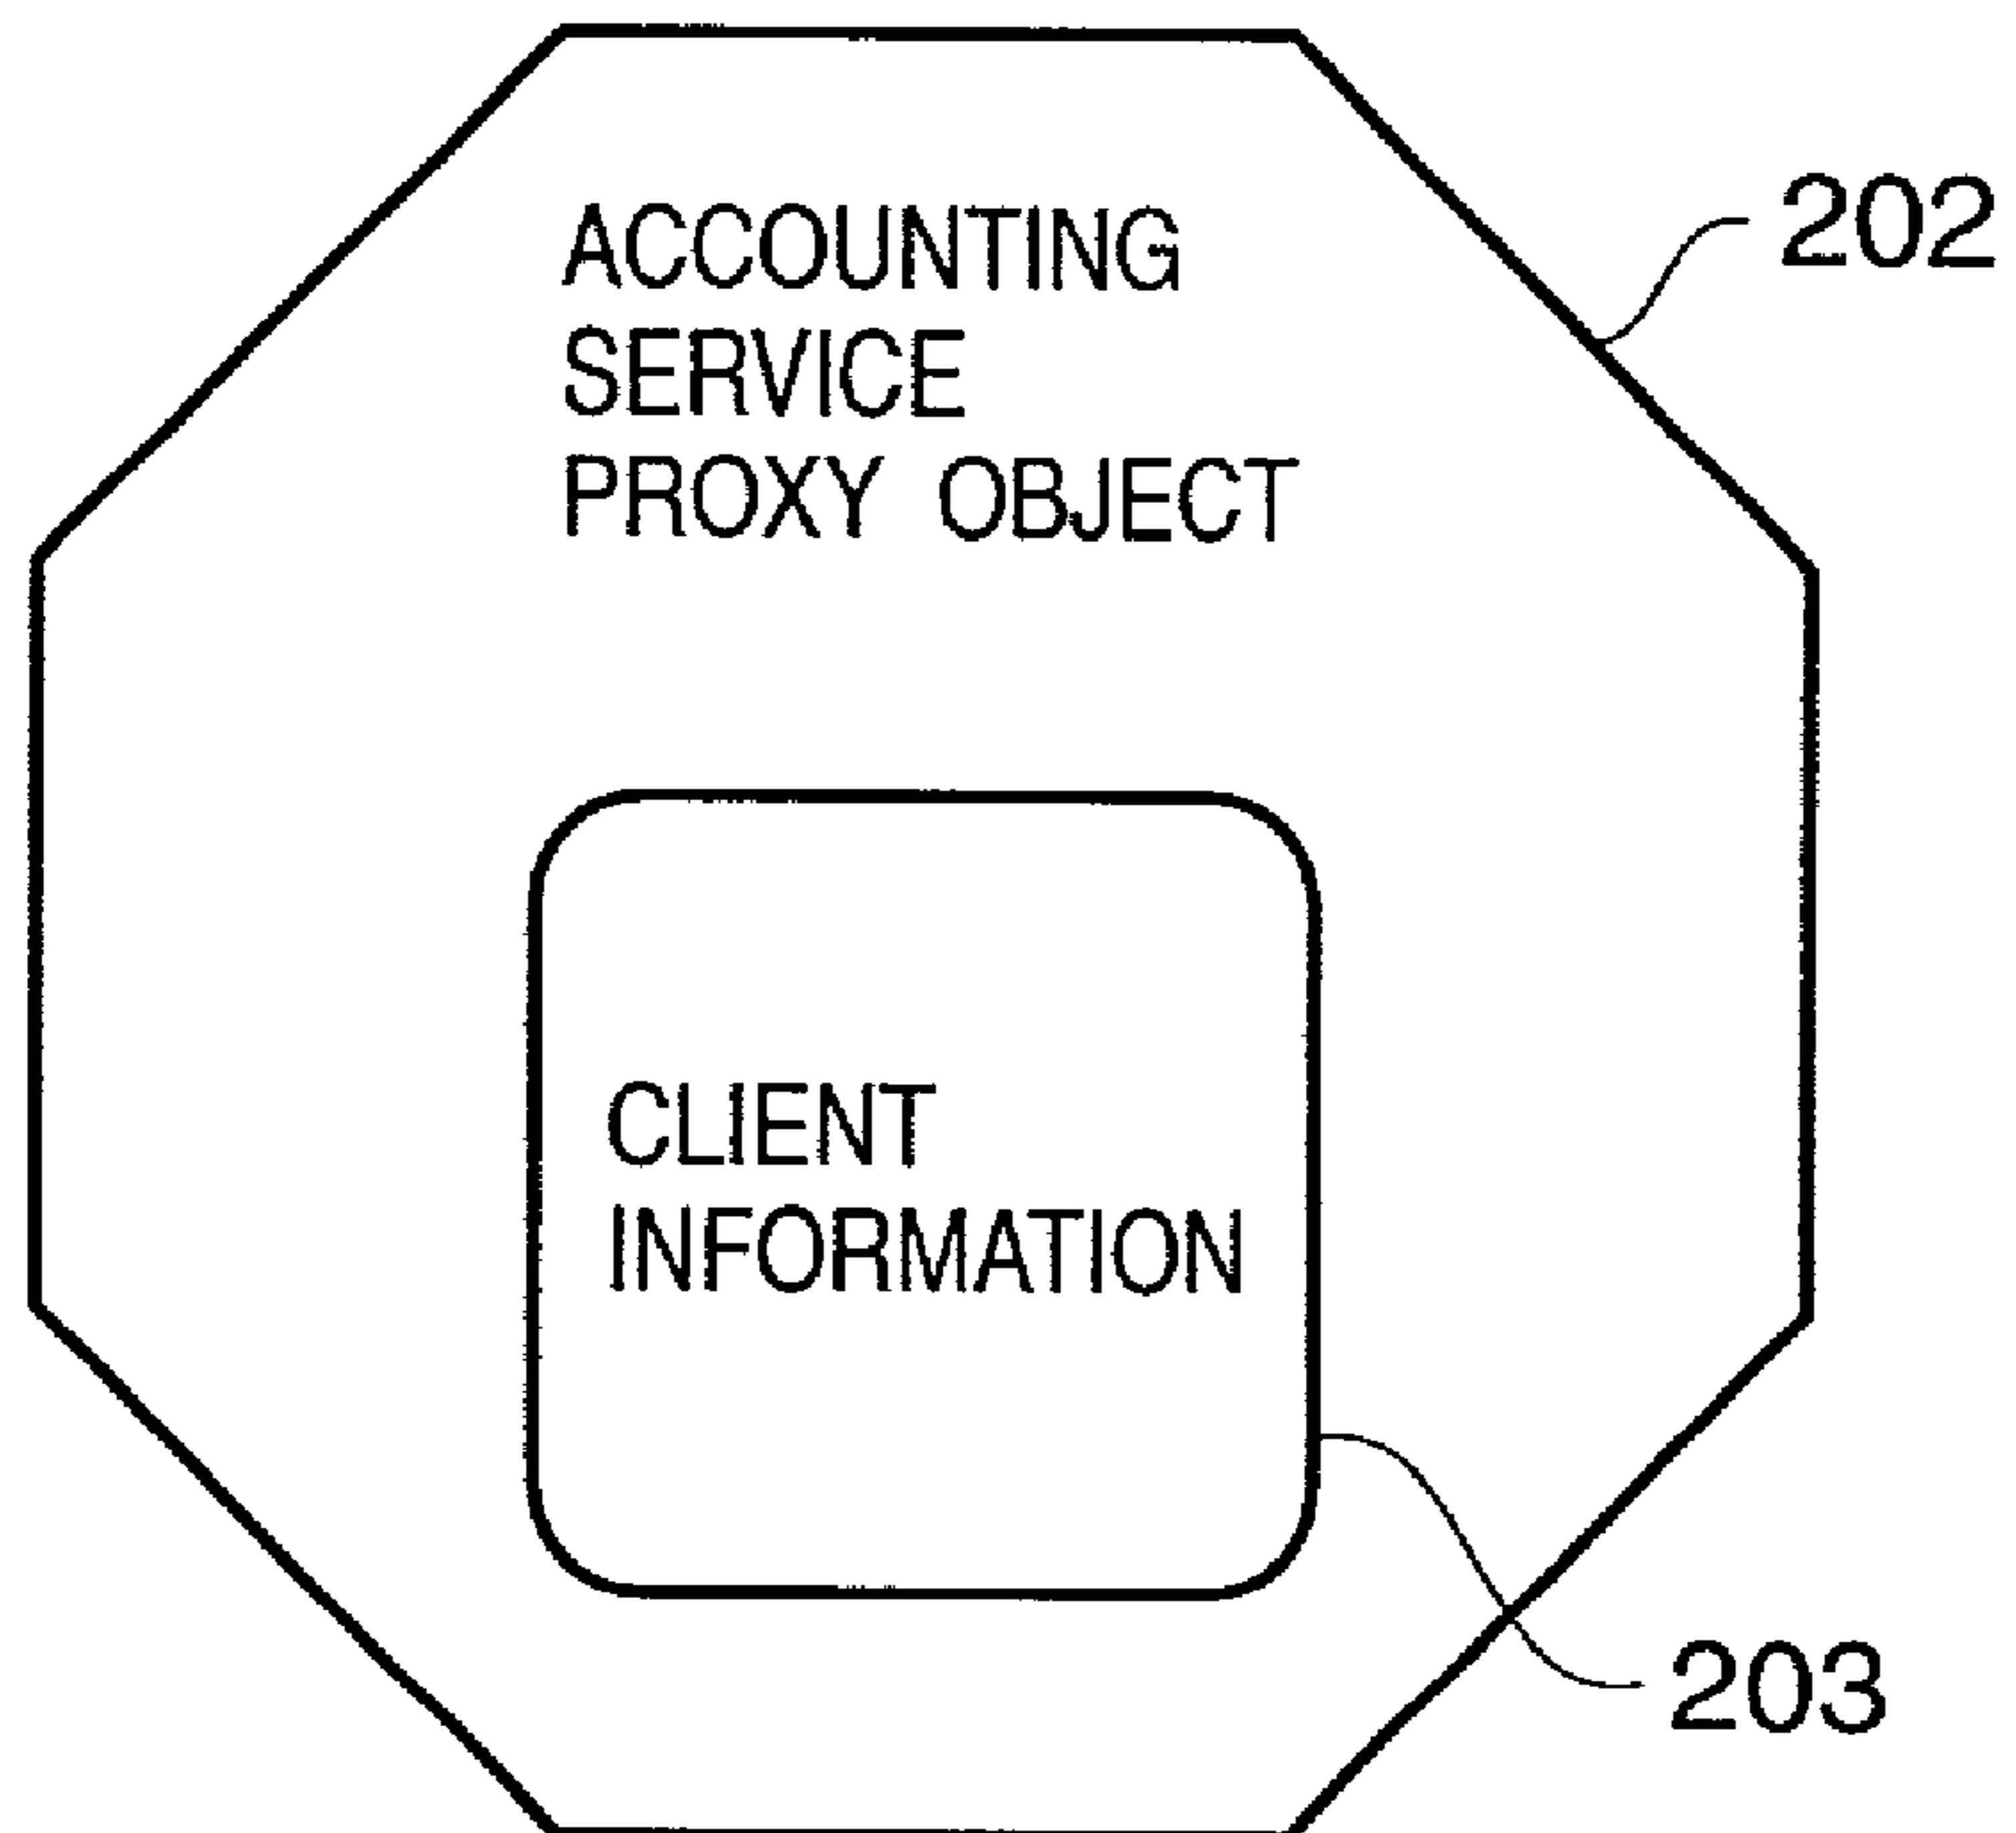 202
ACCOUNTING
SERVICE
PROXY OBJECT
CLIENT
INFORMATION
203